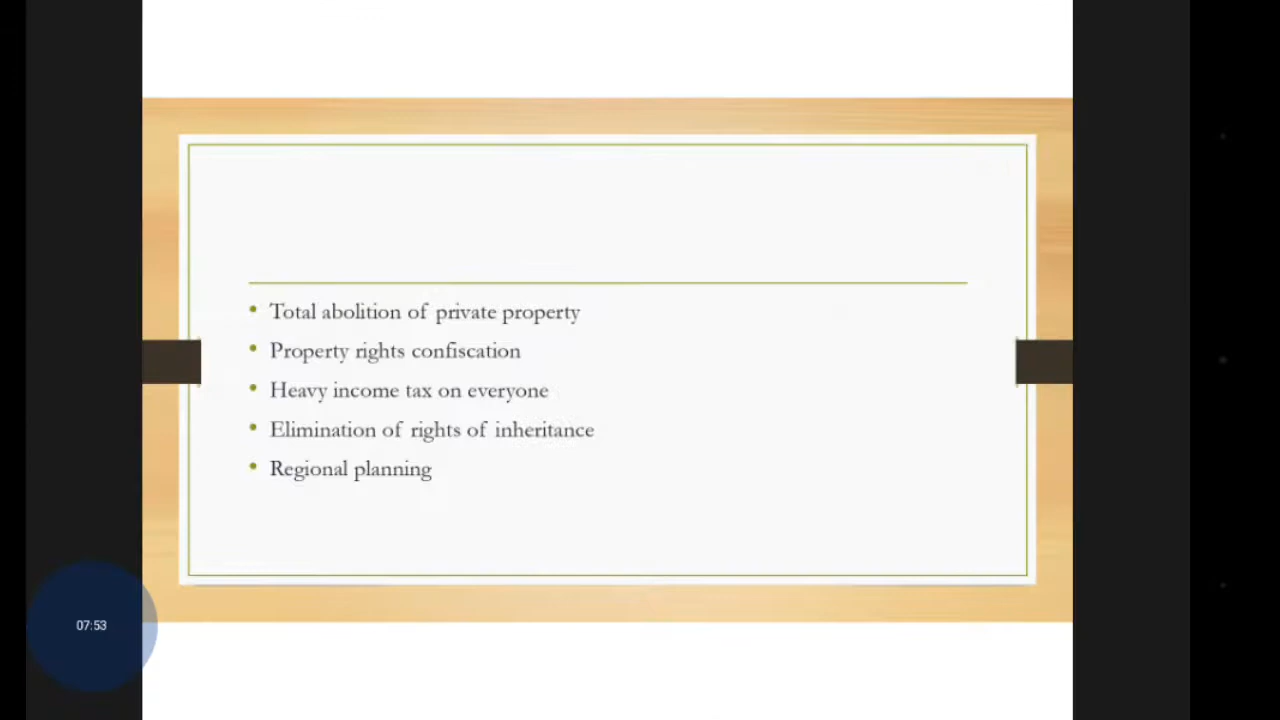 • Total abolition of private property
• Property rights confiscation
• Heavy income tax on everyone
• Elimination of rights of inheritance
• Regional planning
07:53